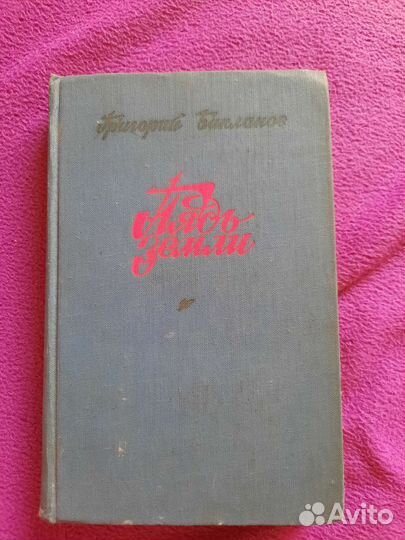 Григорий Бакланов
Пядь
земли
Avito